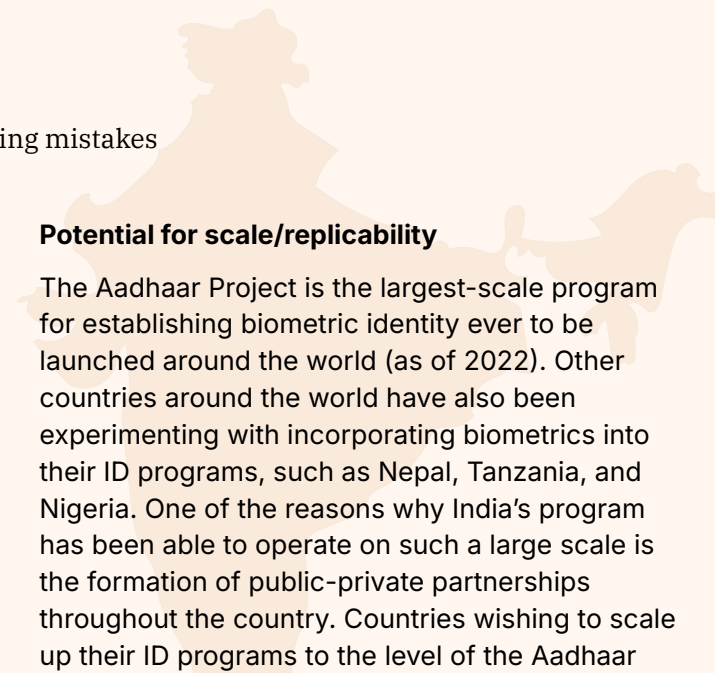 ing mistakes
Potential for scale/replicability
The Aadhaar Project is the largest-scale program
for establishing biometric identity ever to be
launched around the world (as of 2022). Other
countries around the world have also been
experimenting with incorporating biometrics into
their ID programs, such as Nepal, Tanzania, and
Nigeria. One of the reasons why India’s program
has been able to operate on such a large scale is
the formation of public-private partnerships
throughout the country. Countries wishing to scale
up their ID programs to the level of the Aadhaar